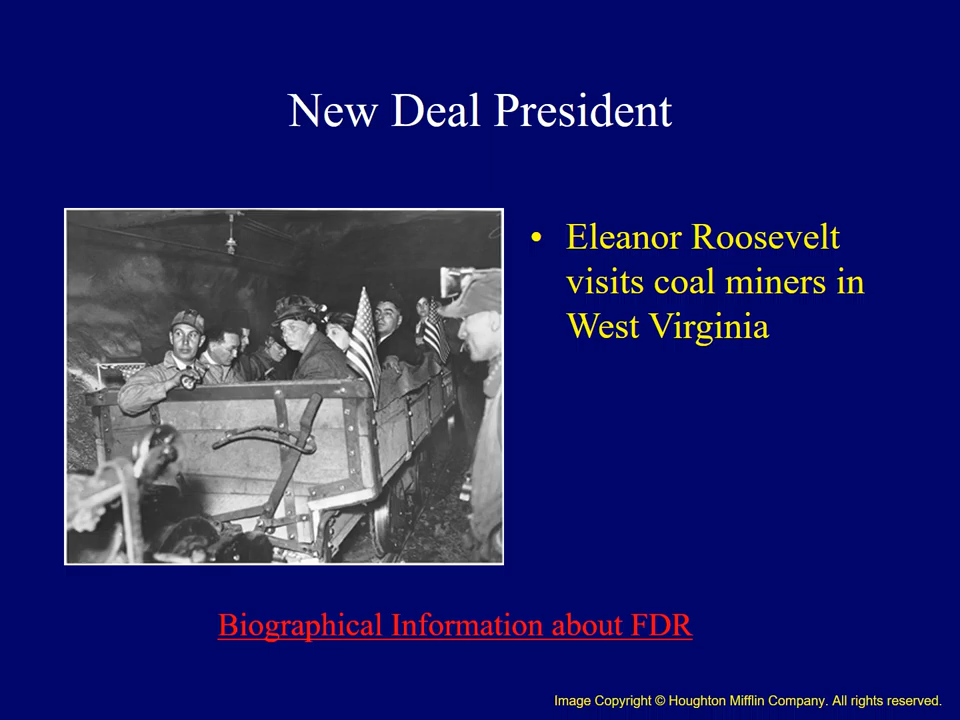 New Deal President
• Eleanor Roosevelt
visits coal miners in
West Virginia
Biographical Information about FDR
Image Copyright © Houghton Mifflin Company. All rights reserved.